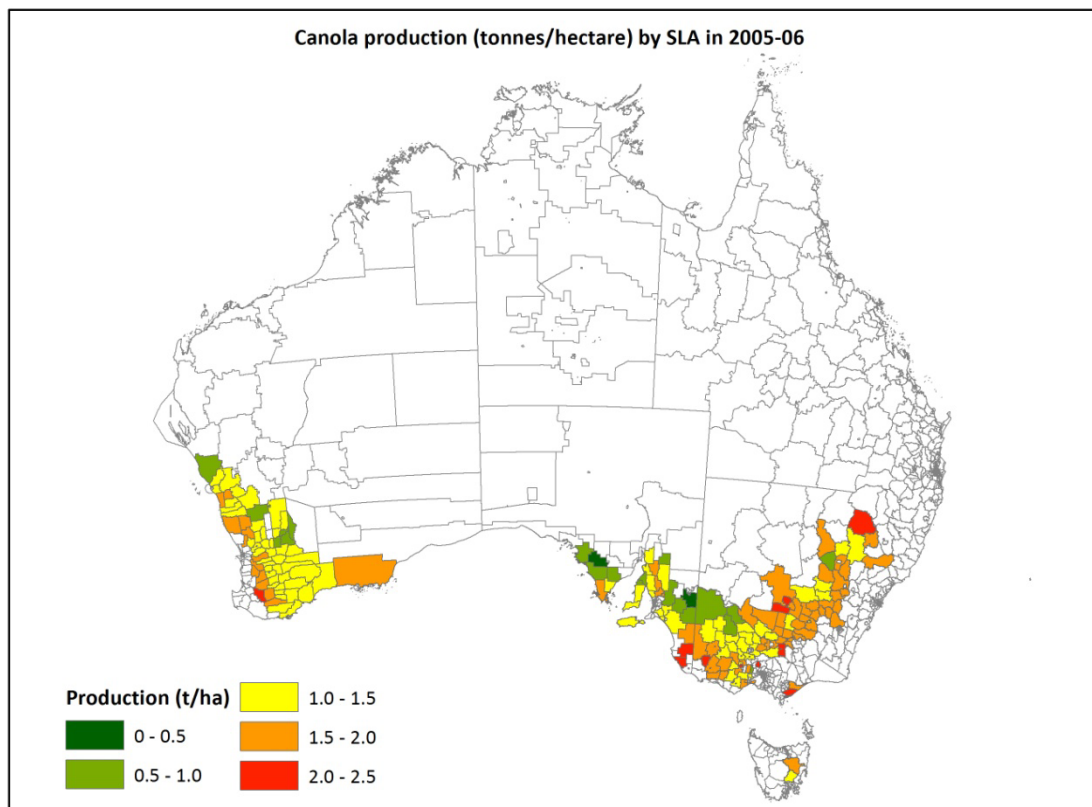 Canola production (tonnes/hectare) by SLA in 2005-06
Production (t/ha)
0 - 0.5
0.5 - 1.0
1.0 - 1.5
1.5 - 2.0
2.0 - 2.5